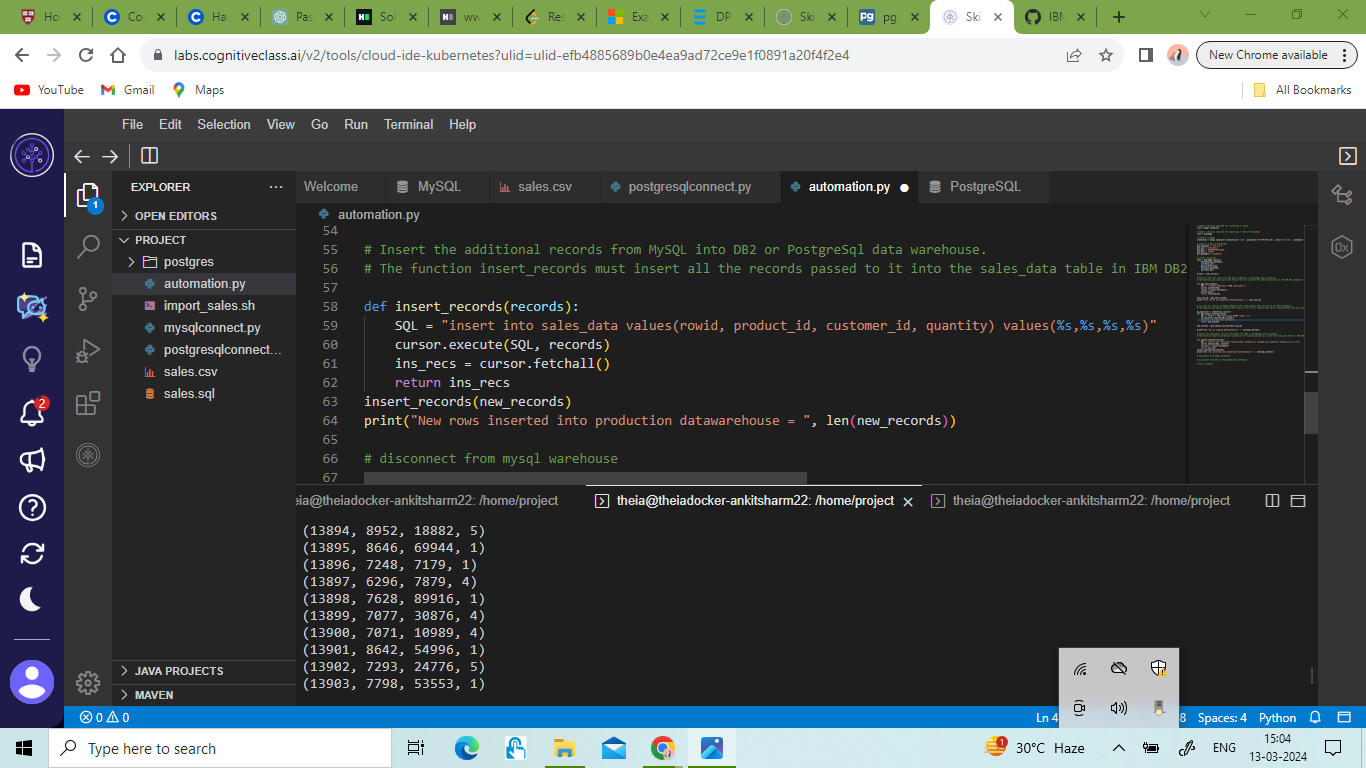 Ho
Co
Ha
Pas
Sol
ww
Res
Exa
DP
Ski
pg
Ski
IBM
labs.cognitiveclass.ai/v2/tools/cloud-ide-kubernetes?ulid=ulid-efb4885689b0e4ea9ad72ce9e1f0891a20f4f2e4
New Chrome available
YouTube
Gmail
Maps
All Bookmarks
File Edit Selection View Go Run Terminal Help
EXPLORER
1
OPEN EDITORS
PROJECT
postgres
automation.py
import_sales.sh
mysqlconnect.py
postgresqlconnect...
sales.csv
sales.sql
2
JAVA PROJECTS
MAVEN
Welcome
MySQL
sales.csv
postgresqlconnect.py
automation.py
PostgreSQL
automation.py
54
55 # Insert the additional records from MySQL into DB2 or PostgreSql data warehouse.
56 # The function insert_records must insert all the records passed to it into the sales_data table in IBM DB2
57
58 def insert_records(records):
59 SQL = "insert into sales_data values(rowid, product_id, customer_id, quantity) values(%s,%s,%s,%s)"
60 cursor.execute(SQL, records)
61 ins_recs = cursor.fetchall()
62 return ins_recs
63 insert_records(new_records)
64 print("New rows inserted into production datawarehouse = ", len(new_records))
65
66 # disconnect from mysql warehouse
67
eia@theiadocker-ankitsharm22: /home/project
theia@theiadocker-ankitsharm22: /home/project
theia@theiadocker-ankitsharm22: /home/project
(13894, 8952, 18882, 5)
(13895, 8646, 69944, 1)
(13896, 7248, 7179, 1)
(13897, 6296, 7879, 4)
(13898, 7628, 89916, 1)
(13899, 7077, 30876, 4)
(13900, 7071, 10989, 4)
(13901, 8642, 54996, 1)
(13902, 7293, 24776, 5)
(13903, 7798, 53553, 1)
0 0
Ln 4
8 Spaces: 4 Python
Type here to search
1
30°C Haze
ENG
15:04
13-03-2024